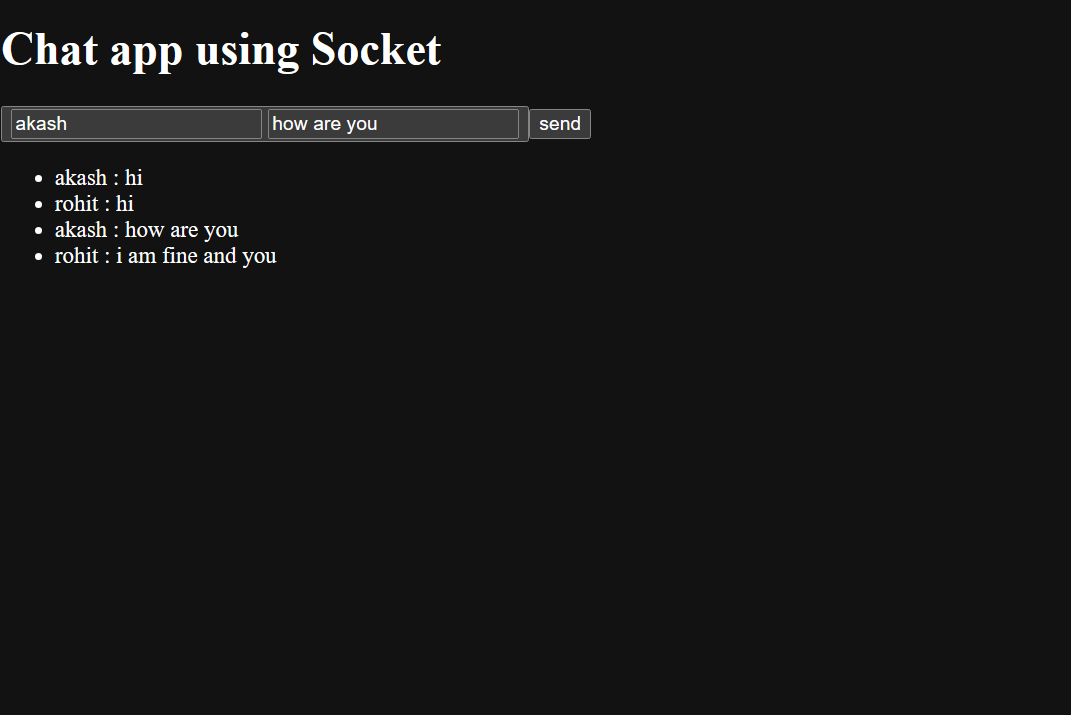 Chat app using Socket
akash how are you send
akash : hi
rohit : hi
akash : how are you
rohit : i am fine and you